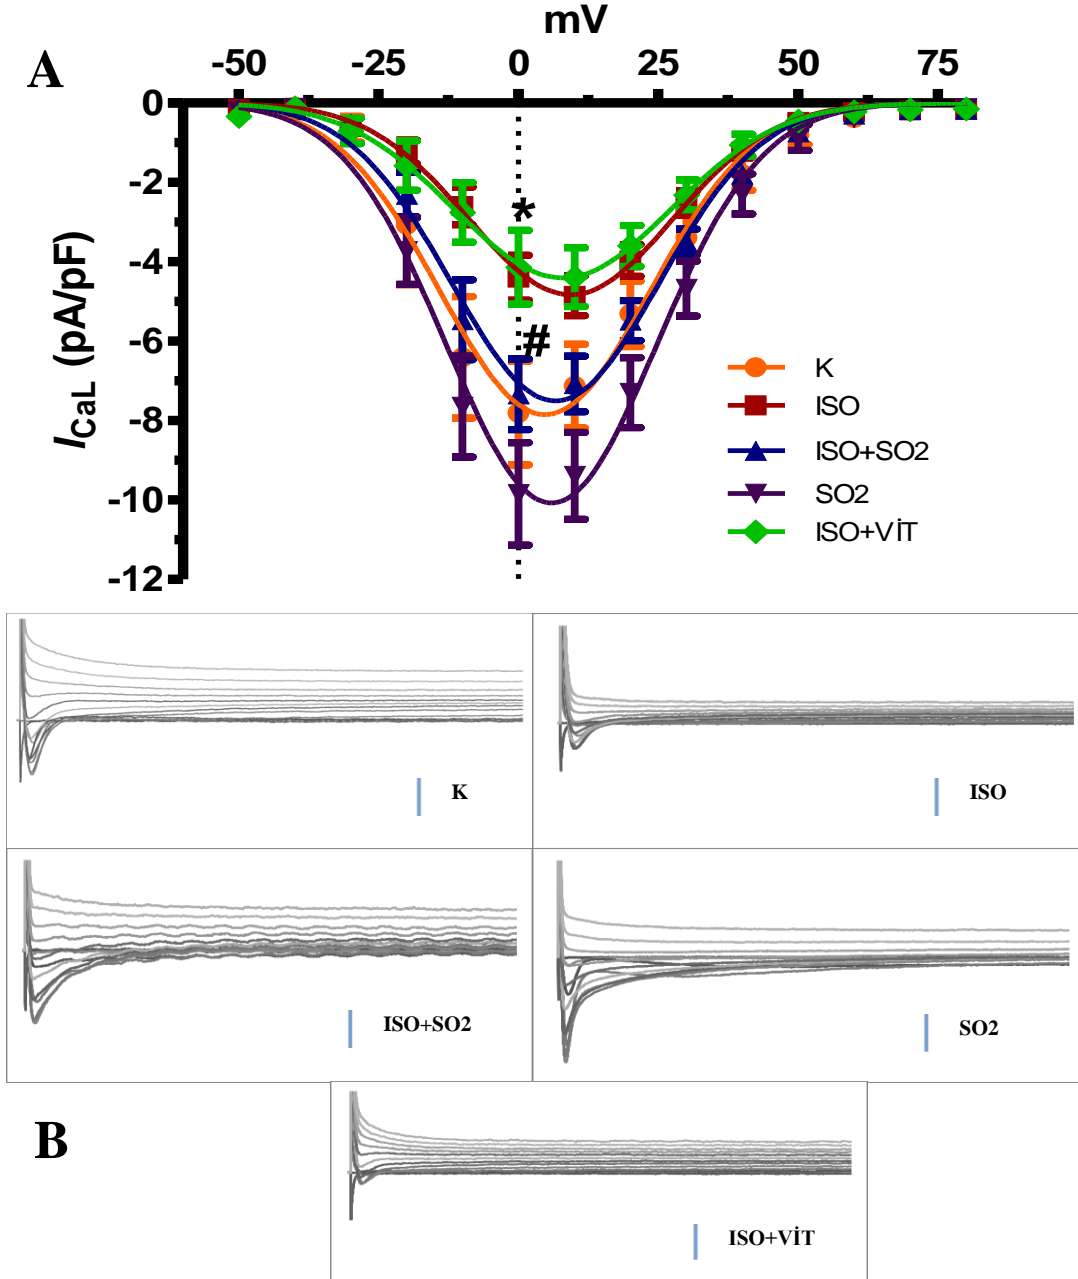 mV
A
-50 -25 0 25 50 75
0
-2
*
-4
#
-6
-8
-10
-12
ICaL (pA/pF)
K
ISO
ISO+SO2
SO2
ISO+VİT
K
ISO
ISO+SO2
SO2
B
ISO+VİT